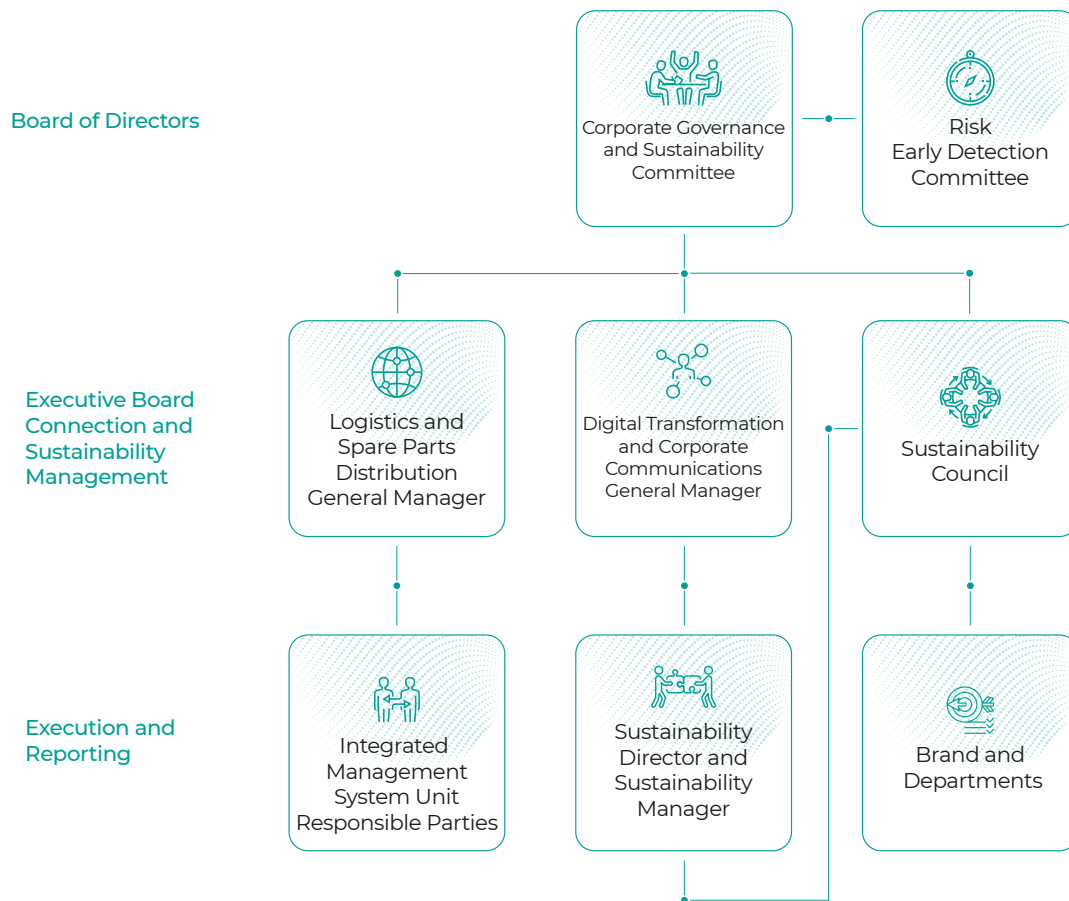 Board of Directors
Corporate Governance
and Sustainability
Committee
Risk
Early Detection
Committee
Executive Board
Connection and
Sustainability
Management
Logistics and
Spare Parts
Distribution
General Manager
Digital Transformation
and Corporate
Communications
General Manager
Sustainability
Council
Execution and
Reporting
Integrated
Management
System Unit
Responsible Parties
Sustainability
Director and
Sustainability
Manager
Brand and
Departments